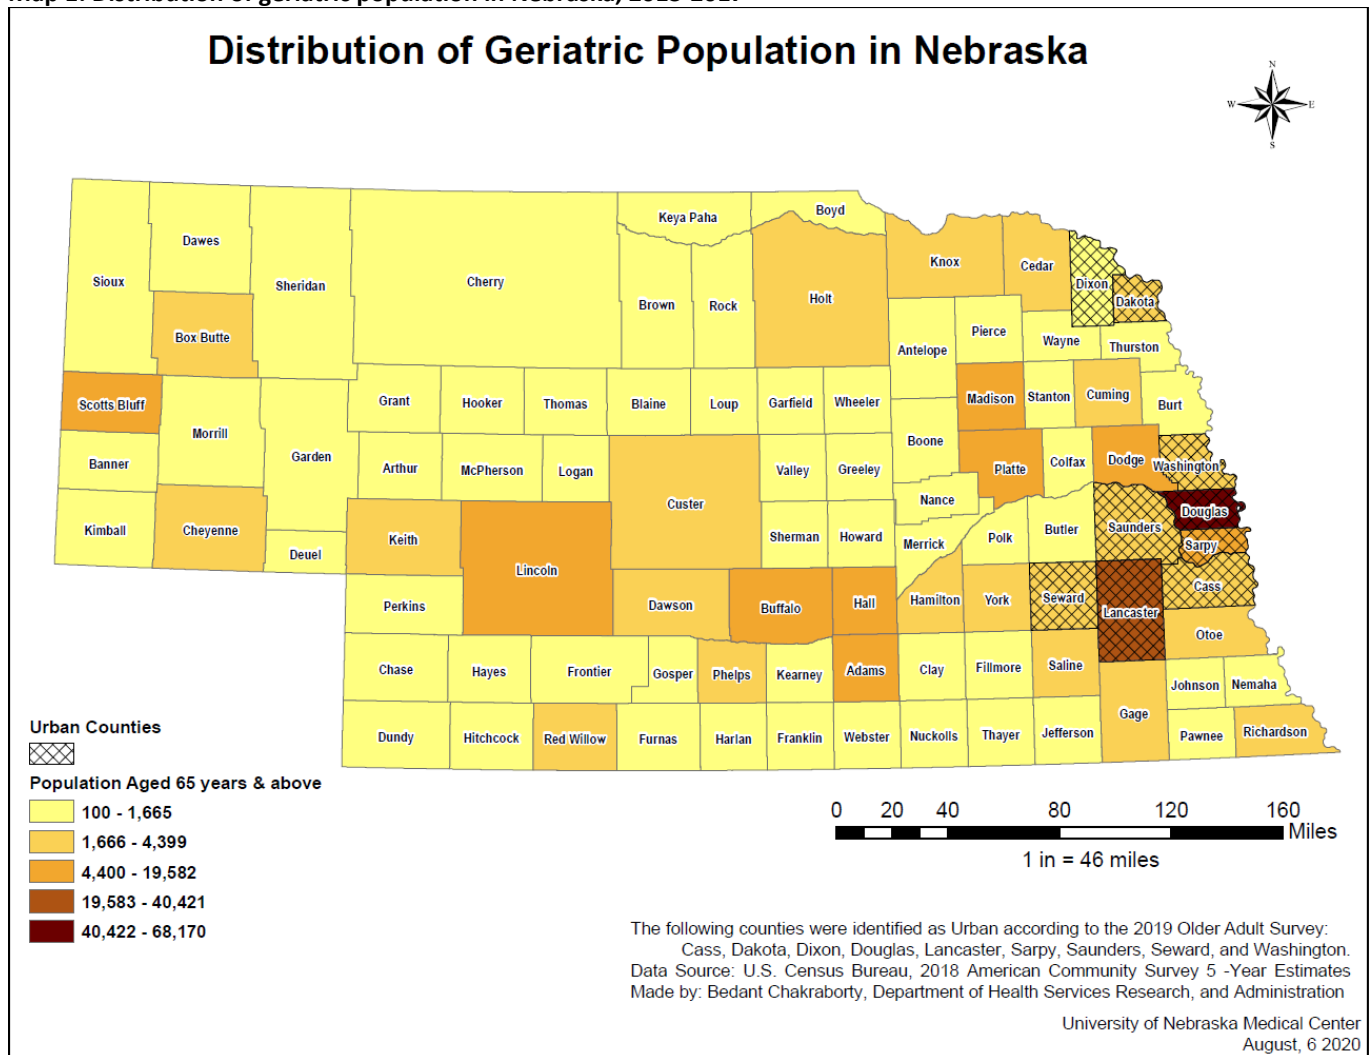 Distribution of Geriatric Population in Nebraska
N
W E
S
Keya Paha
Boyd
Dawes
Sioux
Sheridan
Cherry
Brown
Rock
Holt
Knox
Cedar
Dixon
Dakota
Box Butte
Pierce
Wayne
Thurston
Antelope
Scotts Bluff
Grant
Hooker
Thomas
Blaine
Loup
Garfield
Wheeler
Madison
Stanton
Cuming
Burt
Morrill
Banner
Garden
Arthur
McPherson
Logan
Custer
Valley
Greeley
Boone
Platte
Colfax
Dodge
Washington
Kimball
Cheyenne
Deuel
Keith
Lincoln
Sherman
Howard
Nance
Merrick
Polk
Butler
Saunders
Douglas
Sarpy
Perkins
Dawson
Buffalo
Hall
Hamilton
York
Seward
Lancaster
Cass
Otoe
Chase
Hayes
Frontier
Gosper
Phelps
Kearney
Adams
Clay
Fillmore
Saline
Johnson
Nemaha
Dundy
Hitchcock
Red Willow
Furnas
Harlan
Franklin
Webster
Nuckolls
Thayer
Jefferson
Gage
Pawnee
Richardson
Urban Counties
Population Aged 65 years & above
100 - 1,665
1,666 - 4,399
4,400 - 19,582
19,583 - 40,421
40,422 - 68,170
0 20 40 80 120 160
Miles
1 in = 46 miles
The following counties were identified as Urban according to the 2019 Older Adult Survey:
Cass, Dakota, Dixon, Douglas, Lancaster, Sarpy, Saunders, Seward, and Washington.
Data Source: U.S. Census Bureau, 2018 American Community Survey 5 -Year Estimates
Made by: Bedant Chakraborty, Department of Health Services Research, and Administration
University of Nebraska Medical Center
August, 6 2020